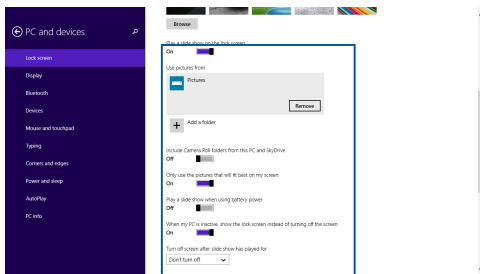 PC and devices
Lock screen
Display
Bluetooth
Devices
Mouse and touchpad
Typing
Corners and edges
Power and sleep
AutoPlay
PC info
Browse
Play a slide show on the lock screen
On
Use pictures from
Pictures
Remove
Add a folder
Include Camera Roll folders from this PC and SkyDrive
Off
Only use the pictures that will fit best on my screen
On
Play a slide show when using battery power
Off
When my PC is inactive, show the lock screen instead of turning off the screen
On
Turn off screen after slide show has played for
Don't turn off